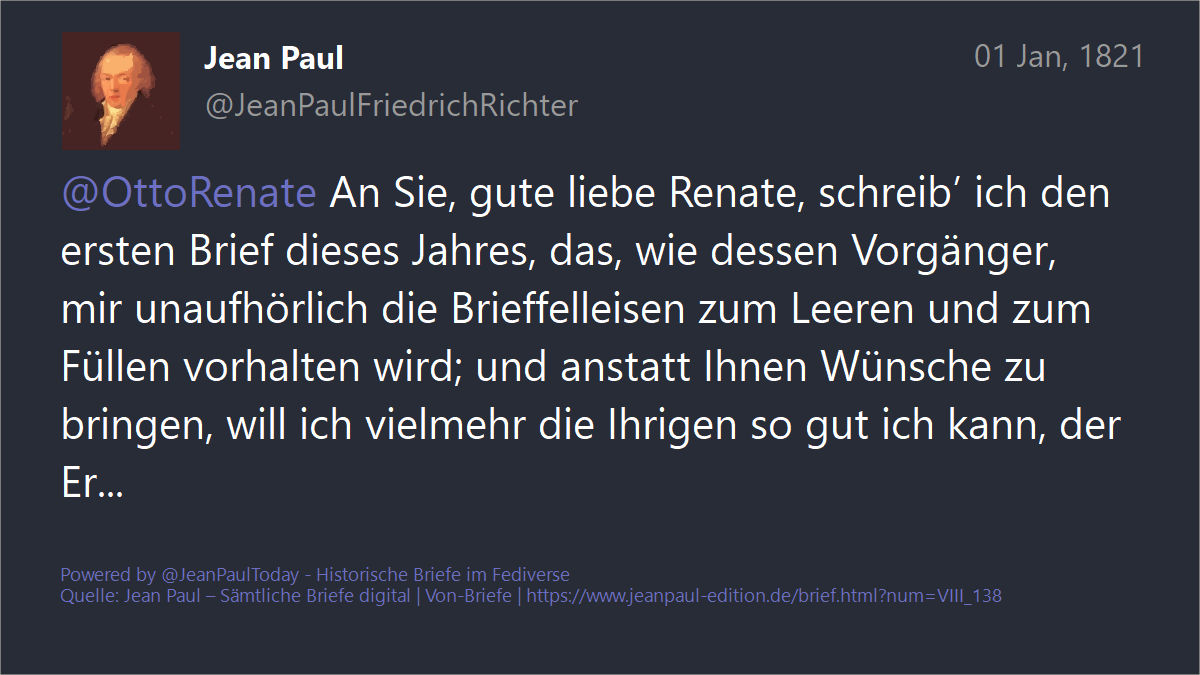 Jean Paul
01 Jan, 1821
@JeanPaulFriedrichRichter
@OttoRenate An Sie, gute liebe Renate, schreib’ ich den
ersten Brief dieses Jahres, das, wie dessen Vorgänger,
mir unaufhörlich die Brieffelleisen zum Leeren und zum
Füllen vorhalten wird; und anstatt Ihnen Wünsche zu
bringen, will ich vielmehr die Ihrigen so gut ich kann, der
Er...
Powered by @JeanPaulToday - Historische Briefe im Fediverse
Quelle: Jean Paul – Sämtliche Briefe digital | Von-Briefe | https://www.jeanpaul-edition.de/brief.html?num=VIII_138